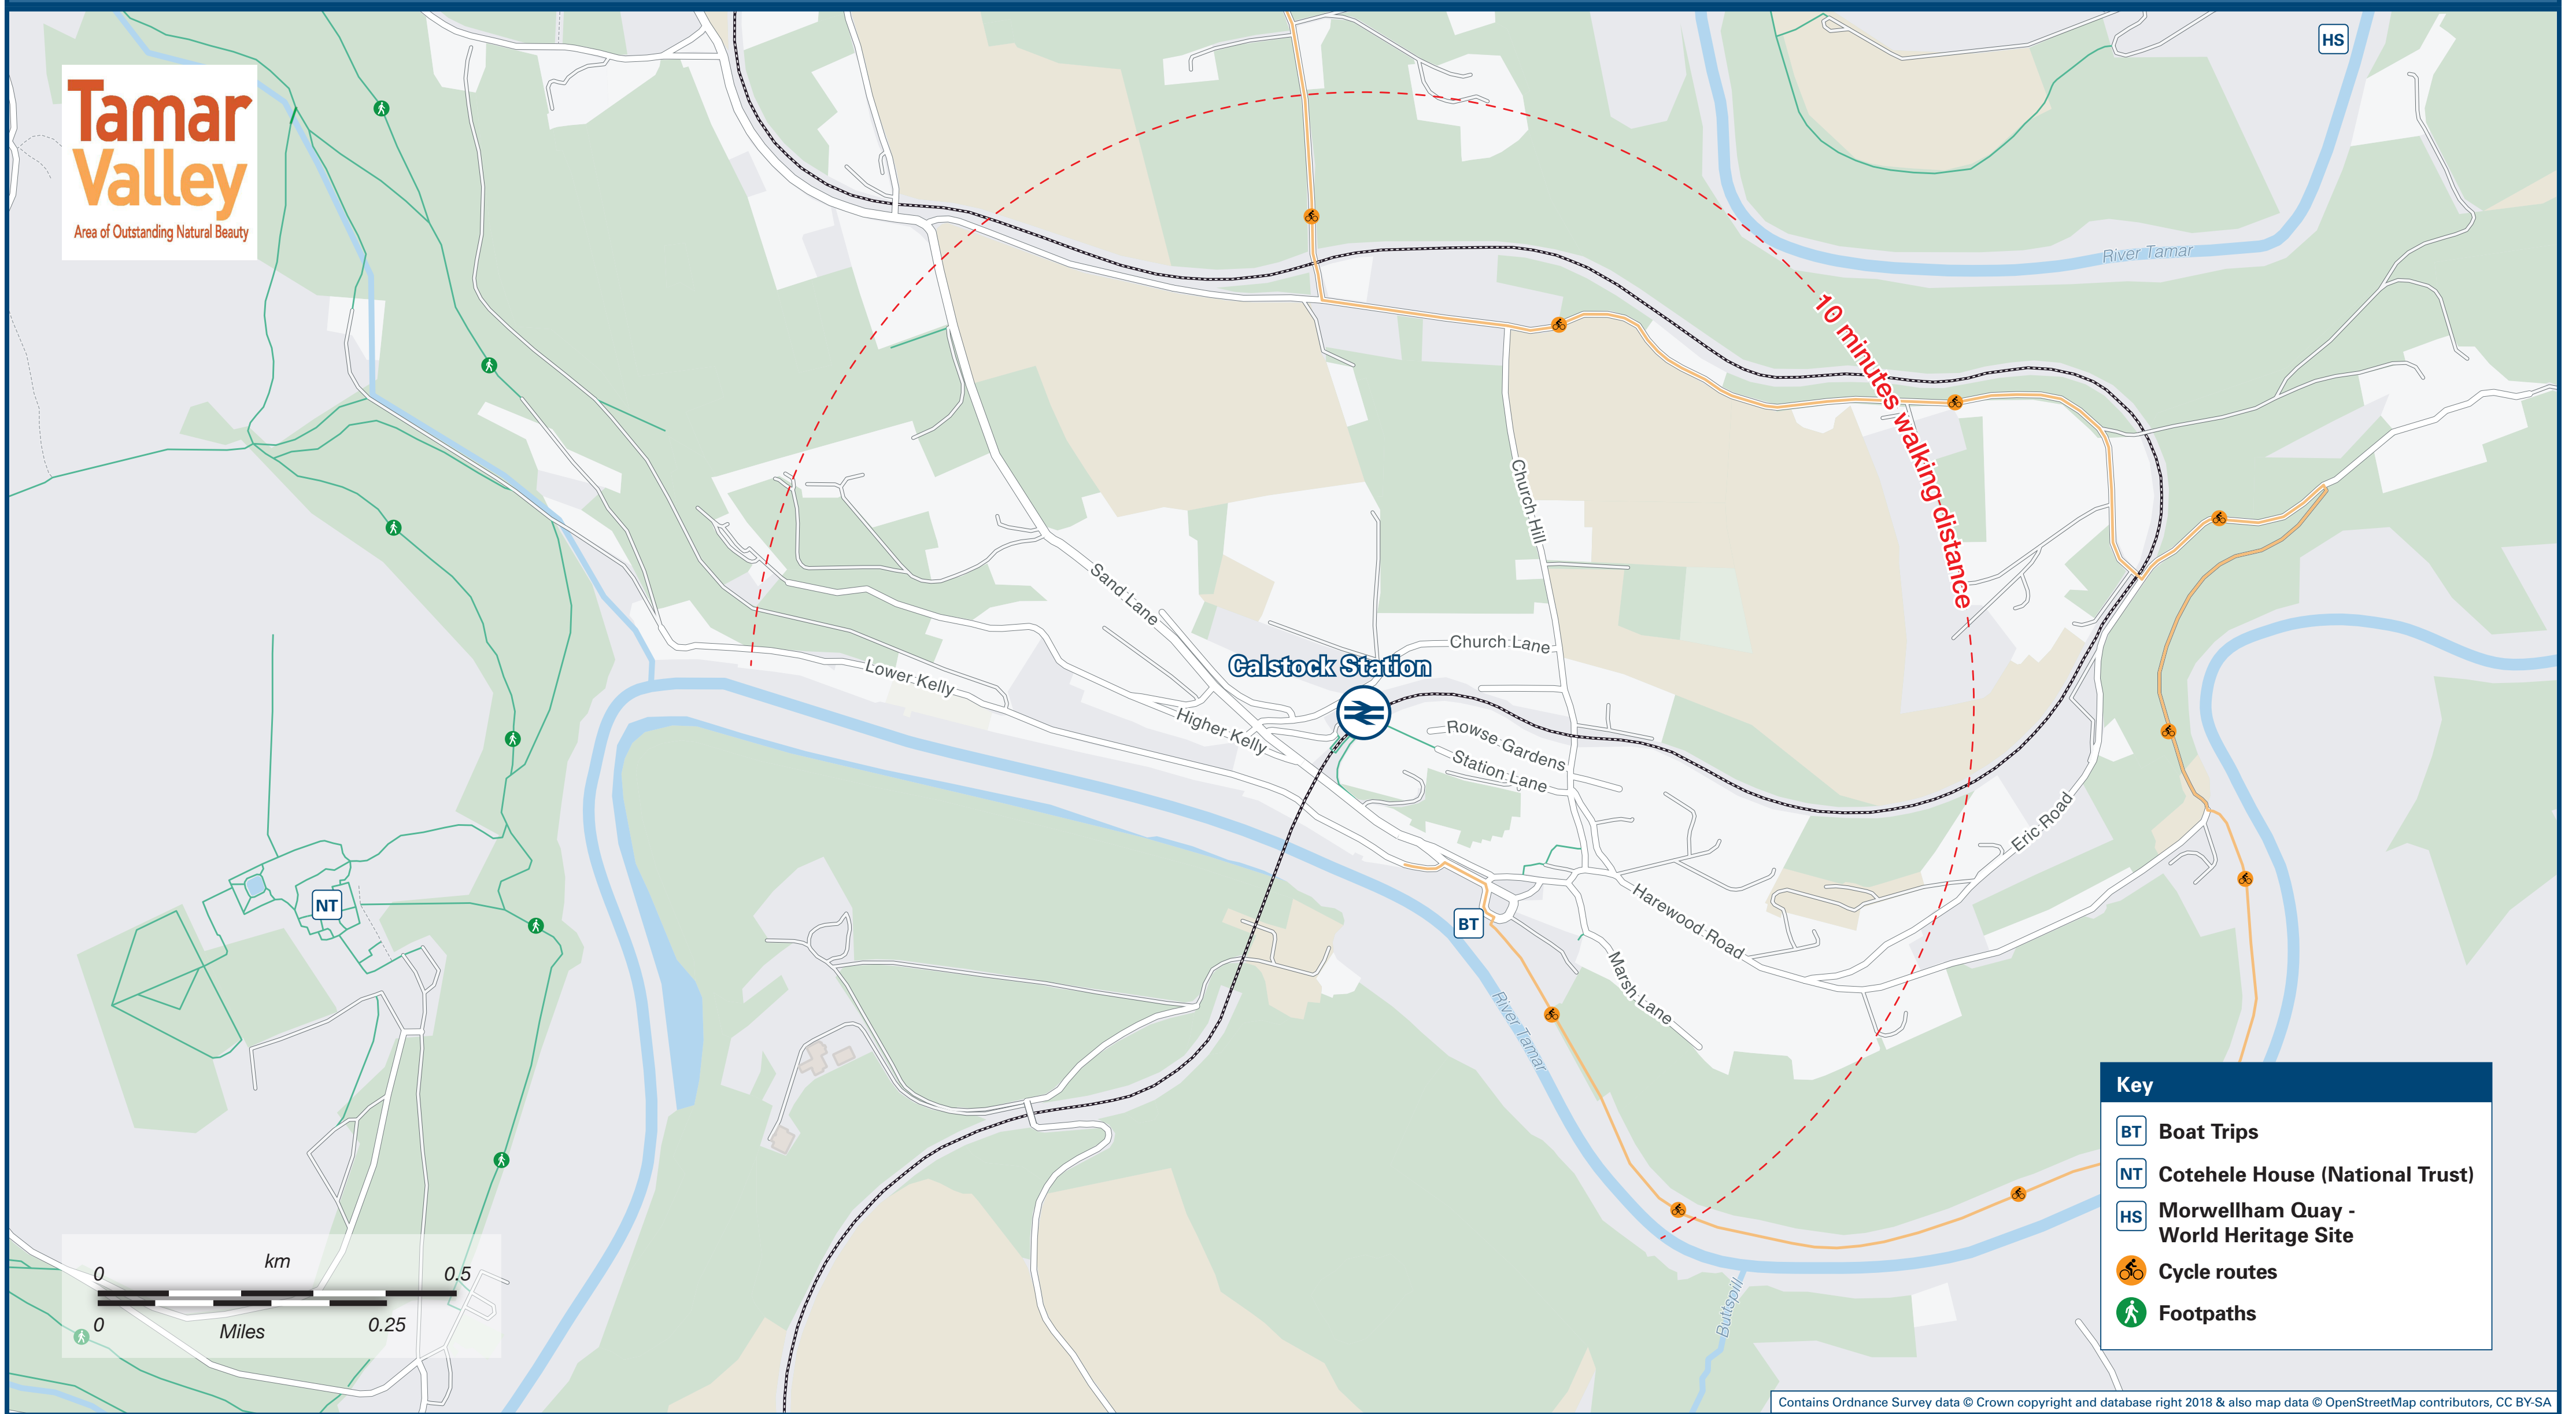 Tamar
Valley
Area of Outstanding Natural Beauty
HS
River Tamar
10 minutes walking distance
Church Hill
Sand Lane
Church Lane
Calstock Station
Lower Kelly
Higher Kelly
Rowse Gardens
Station Lane
Eric Road
NT
BT
Harewood Road
Marsh Lane
River Tamar
Buttspill
km
0
0.5
0
Miles
0.25
Key
BT Boat Trips
NT Cotehele House (National Trust)
HS Morwellham Quay -
World Heritage Site
Cycle routes
Footpaths
Contains Ordnance Survey data © Crown copyright and database right 2018 & also map data © OpenStreetMap contributors, CC BY-SA